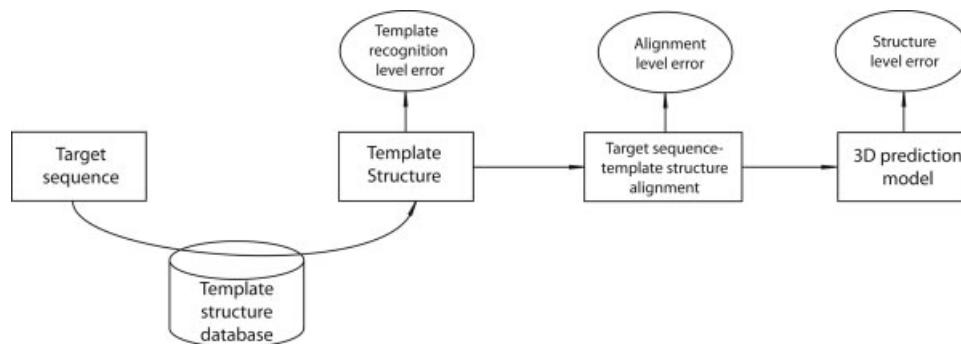 Template
recognition
level error
Alignment
level error
Structure
level error
Target
sequence
Template
Structure
Target sequence-
template structure
alignment
3D prediction
model
Template
structure
database